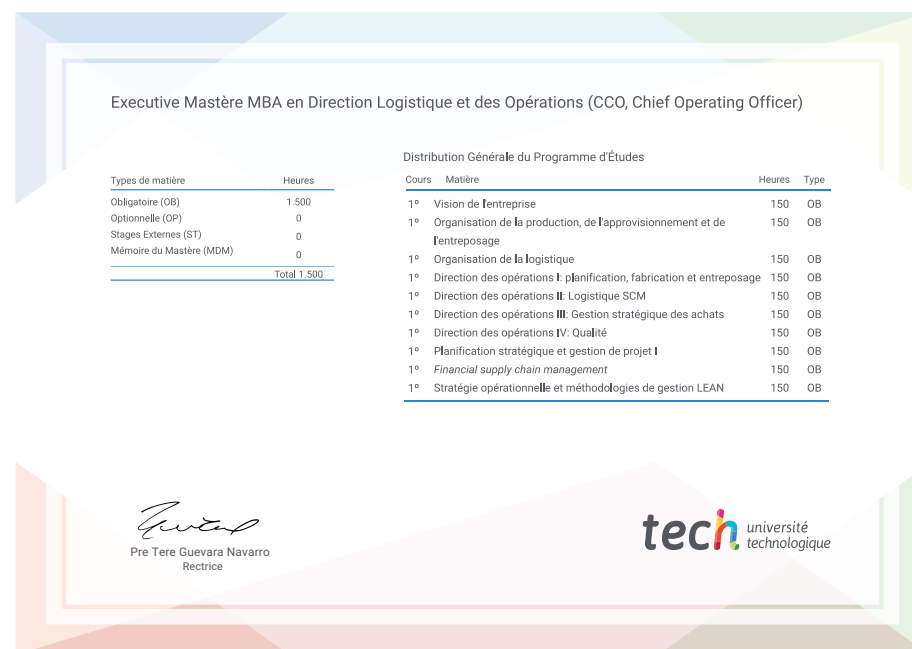 Executive Mastère MBA en Direction Logistique et des Opérations (CCO, Chief Operating Officer)
Types de matière Heures
Obligatoire (OB) 1.500
Optionnelle (OP) 0
Stages Externes (ST) 0
Mémoire du Mastère (MDM) 0
Total 1.500
Distribution Générale du Programme d'Études
Cours Matière Heures Type
1º Vision de l'entreprise 150 OB
1º Organisation de la production, de l'approvisionnement et de 150 OB
l'entreposage
1º Organisation de la logistique 150 OB
1º Direction des opérations I: planification, fabrication et entreposage 150 OB
1º Direction des opérations II: Logistique SCM 150 OB
1º Direction des opérations III: Gestion stratégique des achats 150 OB
1º Direction des opérations IV: Qualité 150 OB
1º Planification stratégique et gestion de projet I 150 OB
1º Financial supply chain management 150 OB
1º Stratégie opérationnelle et méthodologies de gestion LEAN 150 OB
Pre Tere Guevara Navarro
Rectrice
tech université
technologique